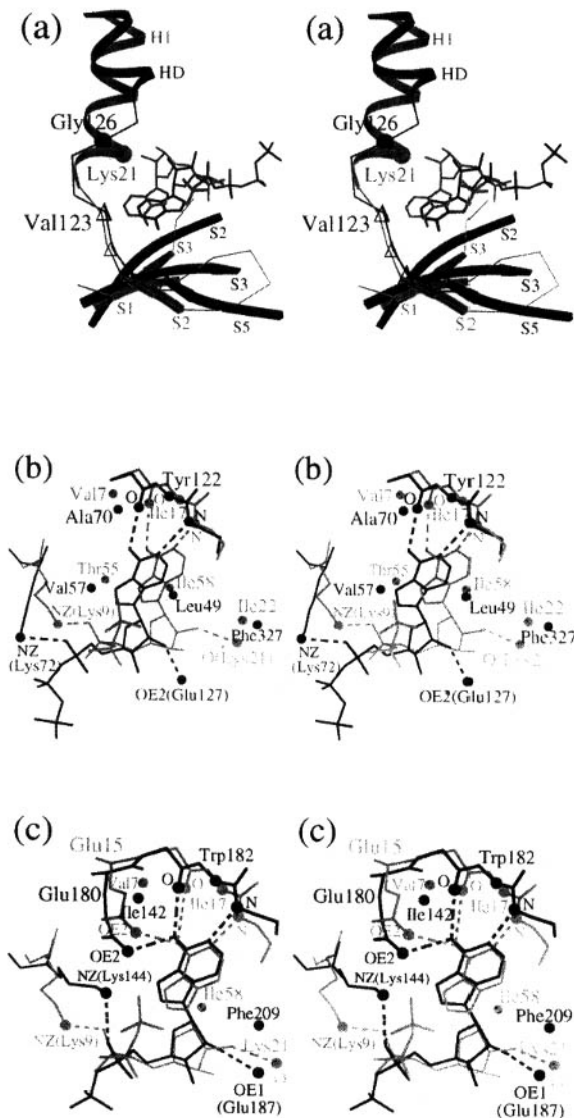 (a) (a)
H1 H1
HD HD
Gly126 Gly126
Lys21 Lys21
Val123 Val123
S2 S2
S3 S3
S3 S3
S1 S1
S2 S2
S5 S5
(b) (b)
Tyr122 Tyr122
Val7 O O Val7 O
Ile17 Ile17
Ala70 N Ala70 N
N N
Thr55 Thr55
Val57 Ile58 Val57 Ile58
NZ(Lys9) Leu49 NZ(Lys9) Leu49
Ile22 Ile22
Phe327 Phe327
NZ NZ
(Lys72) O(Lys21) (Lys72)
OE2(Glu127) OE2(Glu127)
(c) (c)
Glu15 Glu15
Trp182 Trp182
O O O O
Glu180 Val7 Glu180 Val7
Ile17 Ile17
Ile142 N Ile142 N
OE2 N OE2 N
OE2 OE2
NZ(Lys144) NZ(Lys144)
Ile58 Ile58
Phe209 Phe209
NZ(Lys9) Lys21 NZ(Lys9)
OE1 OE1
(Glu187) (Glu187)